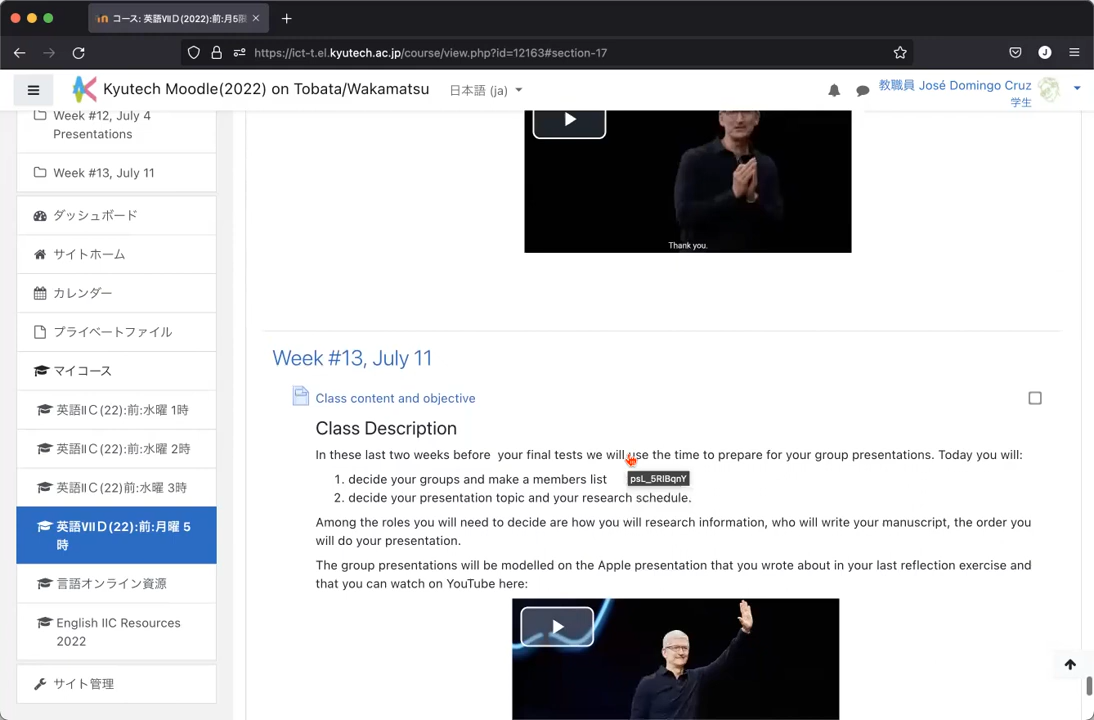 コース: 英語VII D(2022):前:月5限
https://ict-t.el.kyutech.ac.jp/course/view.php?id=12163#section-17
J
Kyutech Moodle(2022) on Tobata/Wakamatsu
日本語 (ja)
教職員 José Domingo Cruz
学生
Week #12, July 4
Presentations
Week #13, July 11
ダッシュボード
サイトホーム
カレンダー
プライベートファイル
マイコース
英語II C(22):前:水曜 1時
英語II C(22):前:水曜 2時
英語II C(22):前:水曜 3時
英語VII D(22):前:月曜 5
時
言語オンライン資源
English IIC Resources
2022
サイト管理
Thank you.
Week #13, July 11
Class content and objective
Class Description
In these last two weeks before your final tests we will use the time to prepare for your group presentations. Today you will:
psL_5RIBqnY
1. decide your groups and make a members list
2. decide your presentation topic and your research schedule.
Among the roles you will need to decide are how you will research information, who will write your manuscript, the order you
will do your presentation.
The group presentations will be modelled on the Apple presentation that you wrote about in your last reflection exercise and
that you can watch on YouTube here: